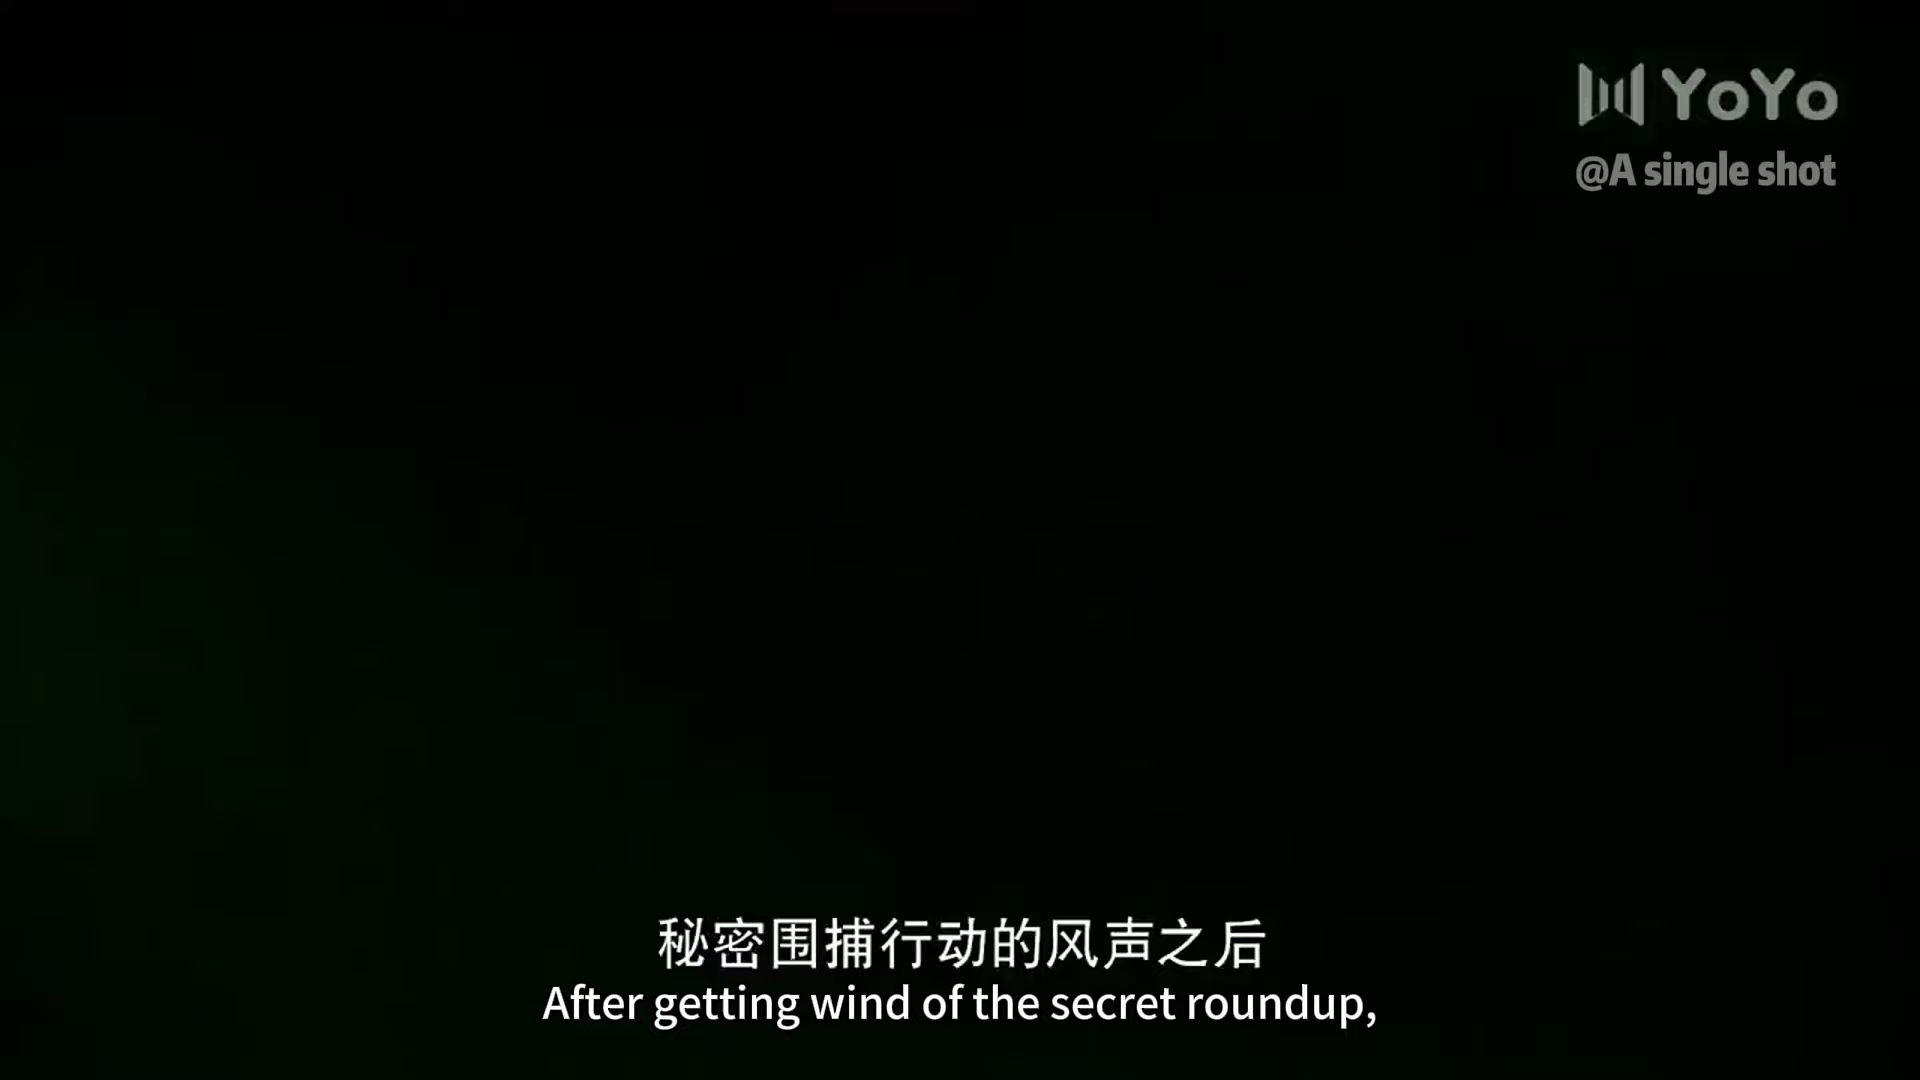 YoYo
@A single shot
秘密围捕行动的风声之后
After getting wind of the secret roundup,